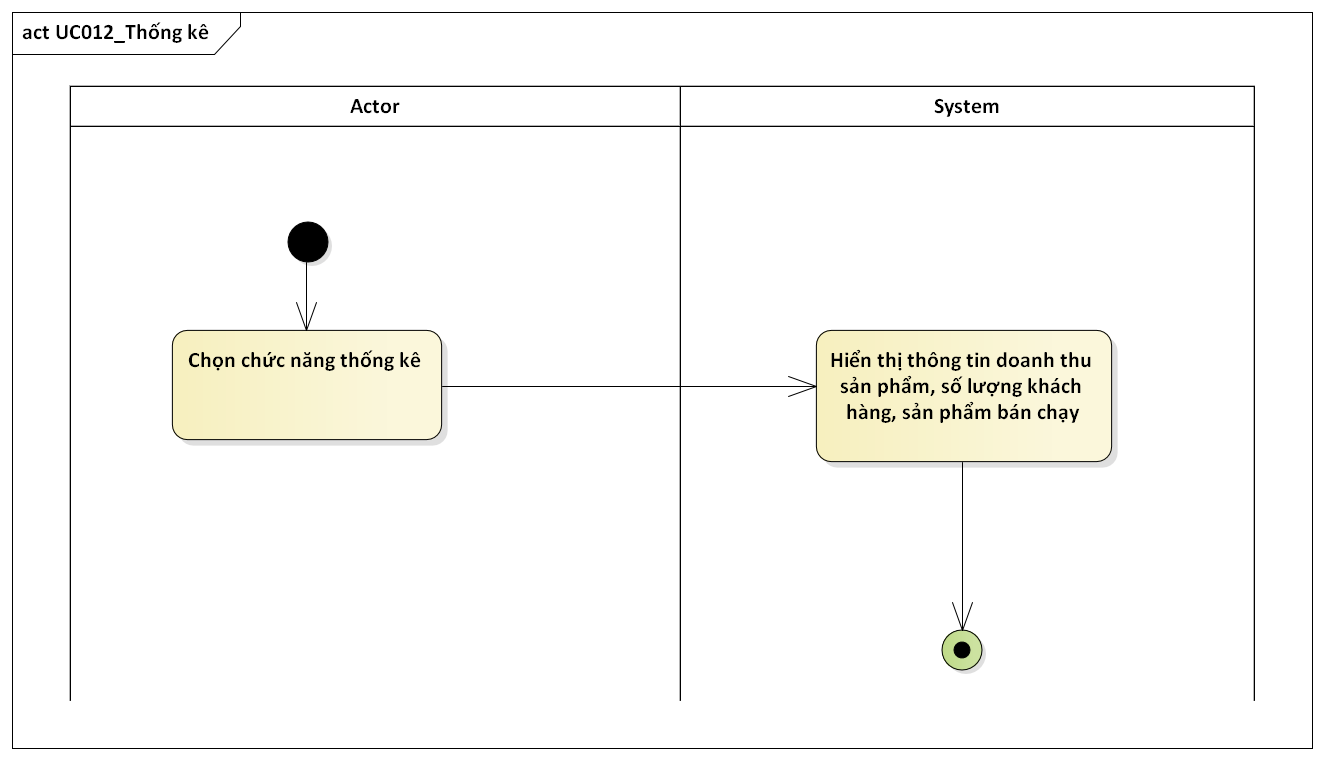 act UC012_Thống kê
Actor
System
Chọn chức năng thống kê
Hiển thị thông tin doanh thu
sản phẩm, số lượng khách
hàng, sản phẩm bán chạy